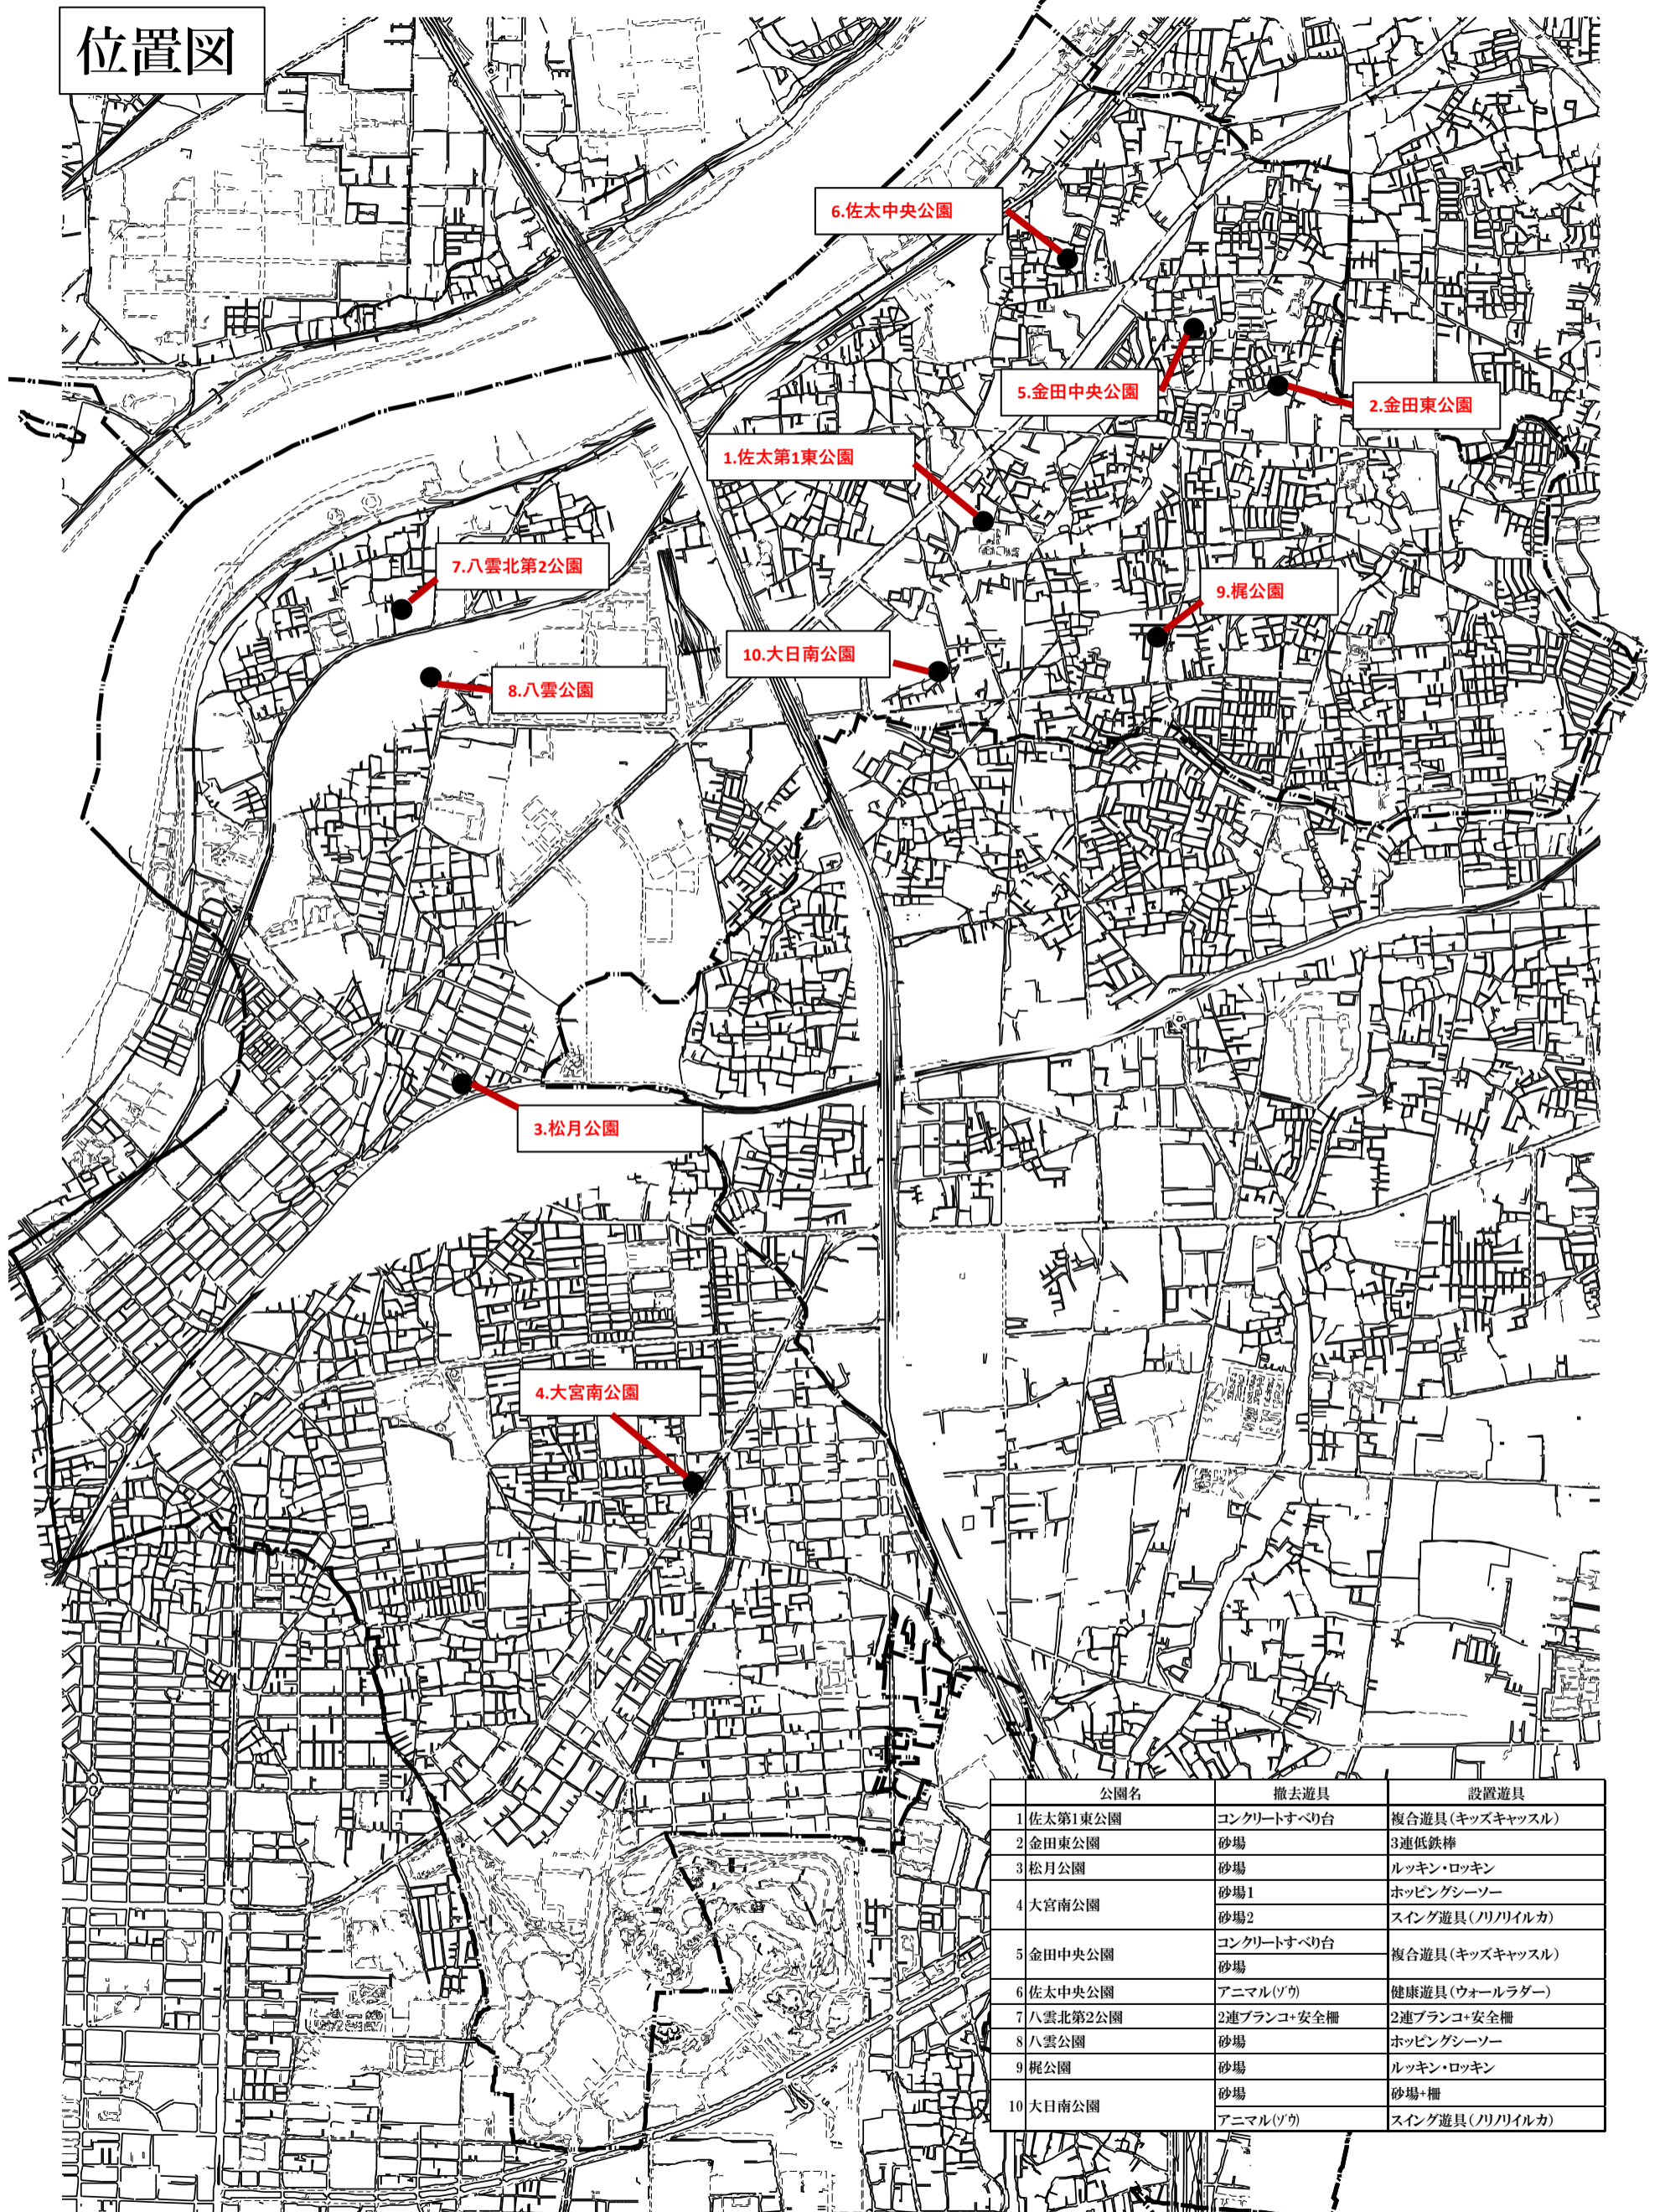 位置図
6.佐太中央公園
5.金田中央公園
2.金田東公園
1.佐太第1東公園
7.八雲北第2公園
9.梶公園
10.大日南公園
8.八雲公園
3.松月公園
4.大宮南公園
公園名 撤去遊具 設置遊具
1 佐太第1東公園 コンクリートすべり台 複合遊具(キッズキャッスル)
2 金田東公園 砂場 3連低鉄棒
3 松月公園 砂場 ルッキン・ロッキン
4 大宮南公園 砂場1 ホッピングシーソー
砂場2 スイング遊具(ノリノリイルカ)
5 金田中央公園 コンクリートすべり台 複合遊具(キッズキャッスル)
砂場
6 佐太中央公園 アニマル(ゾウ) 健康遊具(ウォールラダー)
7 八雲北第2公園 2連ブランコ+安全柵 2連ブランコ+安全柵
8 八雲公園 砂場 ホッピングシーソー
9 梶公園 砂場 ルッキン・ロッキン
10 大日南公園 砂場 砂場+柵
アニマル(ゾウ) スイング遊具(ノリノリイルカ)